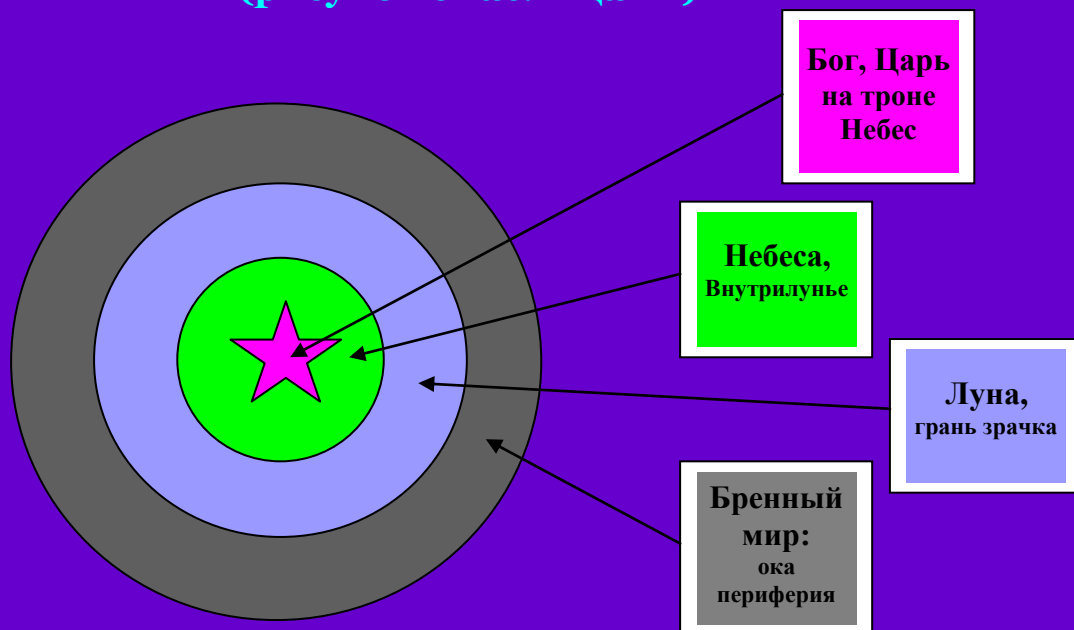 Бог, Царь
на троне
Небес
Небеса,
Внутрилунье
Луна,
грань зрачка
Бренный
мир:
ока
периферия